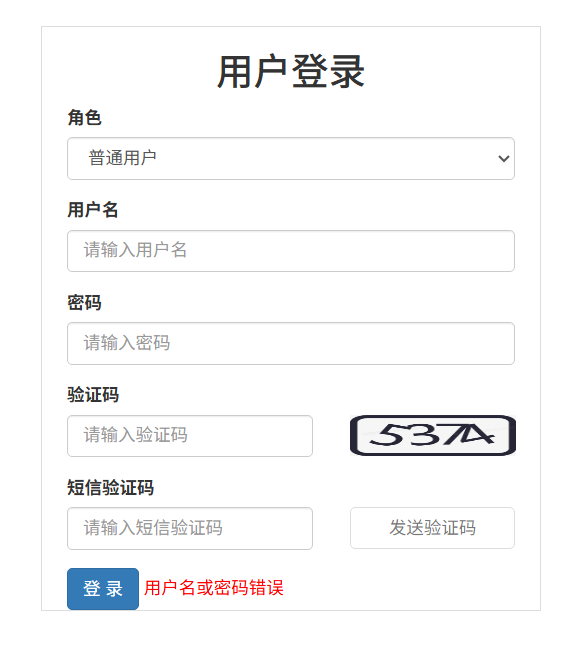 用户登录
角色
普通用户
用户名
请输入用户名
密码
请输入密码
验证码
请输入验证码
5374
短信验证码
请输入短信验证码
发送验证码
登 录 用户名或密码错误